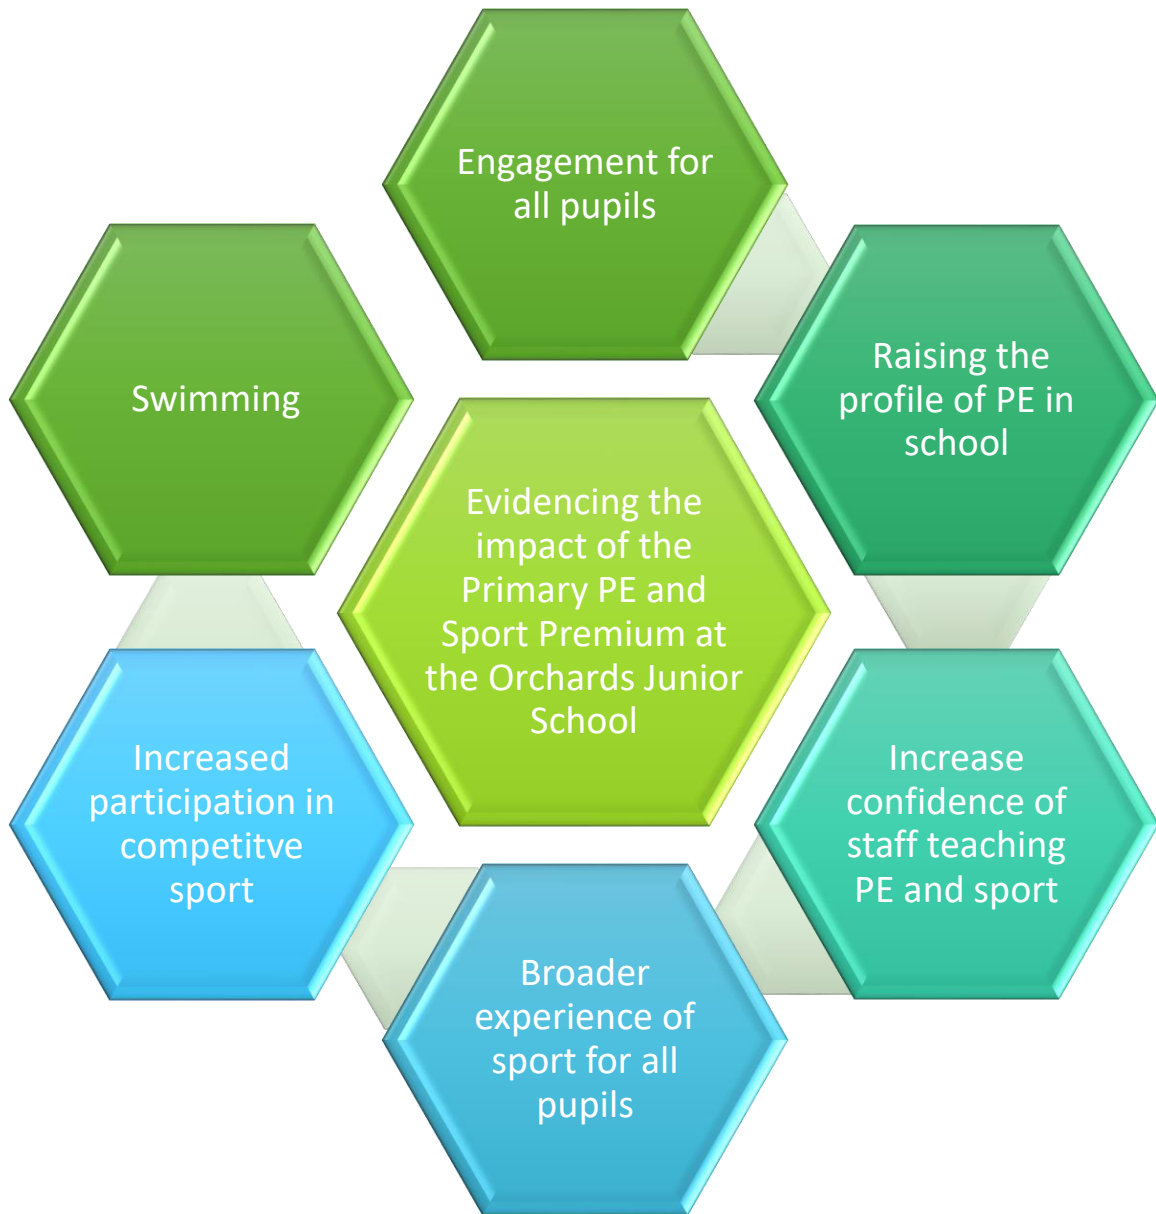 Engagement for
all pupils
Raising the
profile of PE in
school
Increase
confidence of
staff teaching
PE and sport
Broader
experience of
sport for all
pupils
Increased
participation in
competitve
sport
Swimming
Evidencing the
impact of the
Primary PE and
Sport Premium at
the Orchards Junior
School